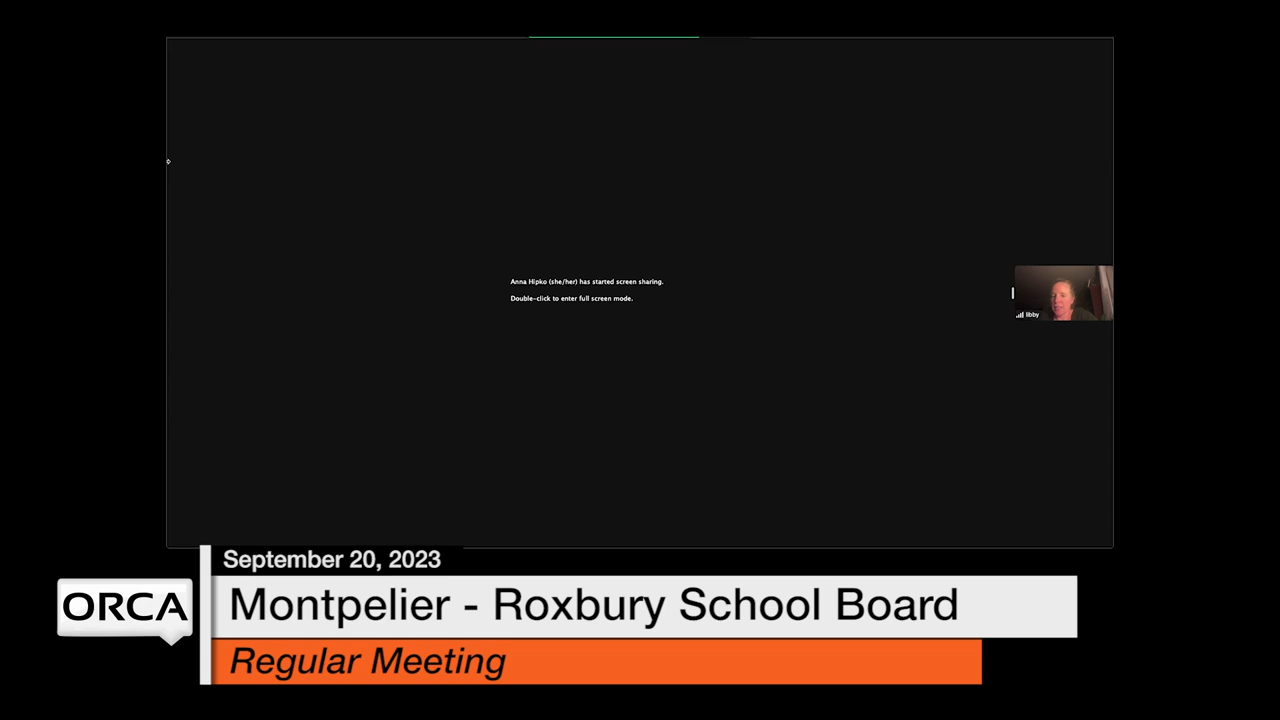 Anna Hipko (she/her) has started screen sharing.
Double-click to enter full screen mode.
libby
September 20, 2023
ORCA
Montpelier - Roxbury School Board
Regular Meeting